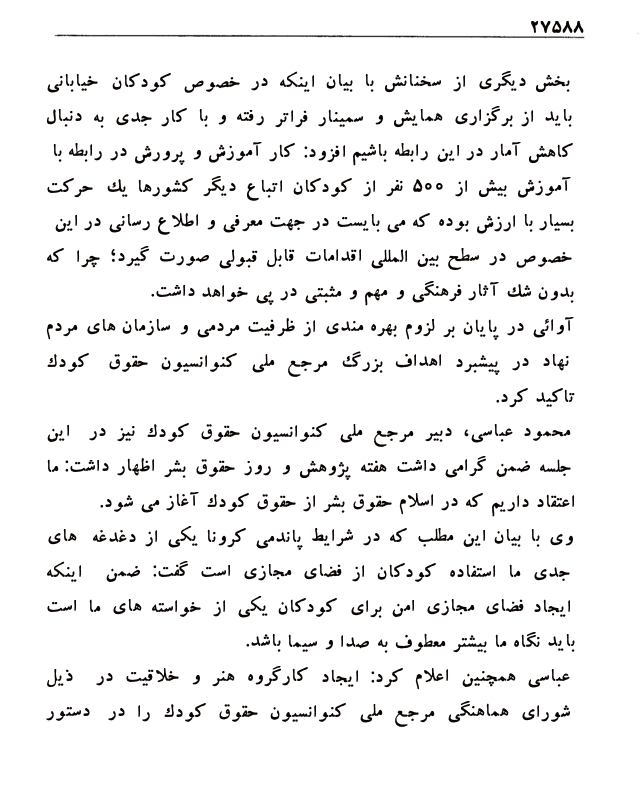 ۲۷۵۸۸
بخش دیگری از سخنانش با بیان اینکه در خصوص کودکان خیابانی
باید از برگزاری همایش و سمینار فراتر رفته و با کار جدی به دنبال
کاهش آمار در این رابطه باشیم افزود: کار آموزش و پرورش در رابطه با
آموزش بیش از ۵۰۰ نفر از کودکان اتباع دیگر کشورها یك حرکت
بسیار با ارزش بوده که می بایست در جهت معرفی و اطلاع رسانی در این
خصوص در سطح بین المللی اقدامات قابل قبولی صورت گیرد؛ چرا که
بدون شك آثار فرهنگی و مهم و مثبتی در پی خواهد داشت.
آوائی در پایان بر لزوم بهره مندی از ظرفیت مردمی و سازمان های مردم
نهاد در پیشبرد اهداف بزرگ مرجع ملی کنوانسیون حقوق کودك
تاکید کرد.
محمود عباسی، دبیر مرجع ملی کنوانسیون حقوق کودك نیز در این
جلسه ضمن گرامی داشت هفته پژوهش و روز حقوق بشر اظهار داشت: ما
اعتقاد داریم که در اسلام حقوق بشر از حقوق کودك آغاز می شود.
وی با بیان این مطلب که در شرایط پاندمی کرونا یکی از دغدغه های
جدی ما استفاده کودکان از فضای مجازی است گفت: ضمن اینکه
ایجاد فضای مجازی امن برای کودکان یکی از خواسته های ما است
باید نگاه ما بیشتر معطوف به صدا و سیما باشد.
عباسی همچنین اعلام کرد: ایجاد کارگروه هنر و خلاقیت در ذیل
شورای هماهنگی مرجع ملی کنوانسیون حقوق کودك را در دستور